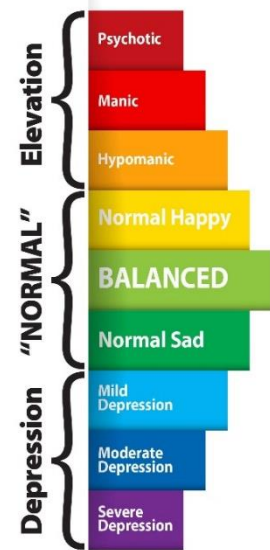 Elevation
Psychotic
Manic
Hypomanic
"NORMAL"
Normal Happy
BALANCED
Normal Sad
Depression
Mild
Depression
Moderate
Depression
Severe
Depression